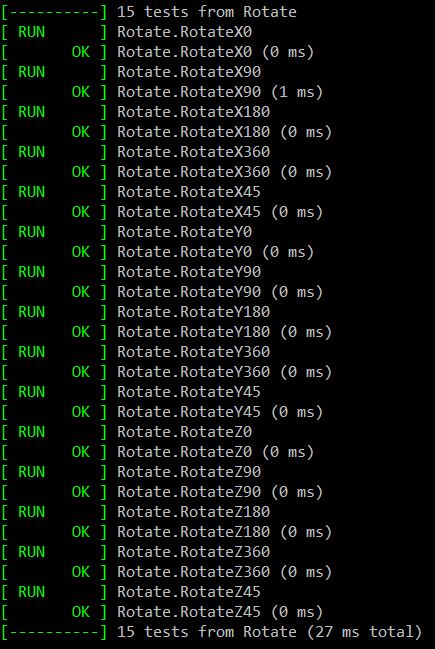 [----------] 15 tests from Rotate
[ RUN      ] Rotate.RotateX0
[       OK ] Rotate.RotateX0 (0 ms)
[ RUN      ] Rotate.RotateX90
[       OK ] Rotate.RotateX90 (1 ms)
[ RUN      ] Rotate.RotateX180
[       OK ] Rotate.RotateX180 (0 ms)
[ RUN      ] Rotate.RotateX360
[       OK ] Rotate.RotateX360 (0 ms)
[ RUN      ] Rotate.RotateX45
[       OK ] Rotate.RotateX45 (0 ms)
[ RUN      ] Rotate.RotateY0
[       OK ] Rotate.RotateY0 (0 ms)
[ RUN      ] Rotate.RotateY90
[       OK ] Rotate.RotateY90 (0 ms)
[ RUN      ] Rotate.RotateY180
[       OK ] Rotate.RotateY180 (0 ms)
[ RUN      ] Rotate.RotateY360
[       OK ] Rotate.RotateY360 (0 ms)
[ RUN      ] Rotate.RotateY45
[       OK ] Rotate.RotateY45 (0 ms)
[ RUN      ] Rotate.RotateZ0
[       OK ] Rotate.RotateZ0 (0 ms)
[ RUN      ] Rotate.RotateZ90
[       OK ] Rotate.RotateZ90 (0 ms)
[ RUN      ] Rotate.RotateZ180
[       OK ] Rotate.RotateZ180 (0 ms)
[ RUN      ] Rotate.RotateZ360
[       OK ] Rotate.RotateZ360 (0 ms)
[ RUN      ] Rotate.RotateZ45
[       OK ] Rotate.RotateZ45 (0 ms)
[----------] 15 tests from Rotate (27 ms total)